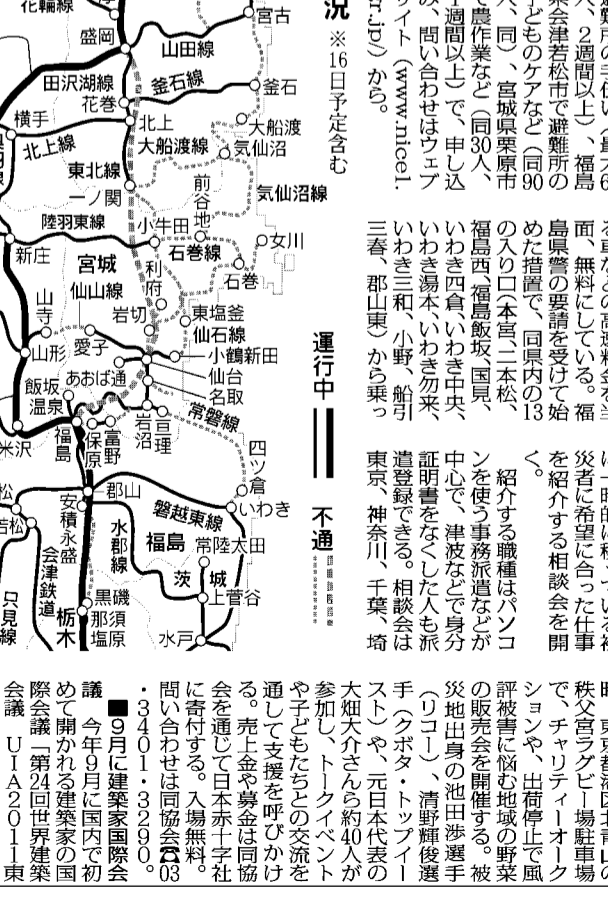 人、2週間以上）、福島
県会津若松市で避難所の
子どものケアなど（同90
人、同）、宮城県栗原市
で農作業など（同30人、
1週間以上）で、申し込
み、問い合わせはウェブ
サイト（www.nicel.
r.jp/）から。
面、無料にしている。福
島県警の要請を受けて始
めた措置で、同県内の13
の入り口（本宮、二本松、
福島西、福島飯坂、国見、
いわき四倉、いわき中央、
いわき湯本、いわき勿来、
いわき三和、小野、船引
三春、郡山東）から乗っ
災者に希望に合った仕事
を紹介する相談会を開
く。
紹介する職種はパソコ
ンを使う事務派遣などが
中心で、津波などで身分
証明書をなくした人も派
遣登録できる。相談会は
東京、神奈川、千葉、埼
況
※16日予定含む
運行中
不通
花輪線
宮古
盛岡
山田線
田沢湖線
釜石線
釜石
花巻
横手
北上
大船渡
北上線
大船渡線
気仙沼
東北線
一ノ関
前谷地
気仙沼線
陸羽東線
小牛田
石巻線
女川
新庄
宮城
利府
石巻
仙山線
山寺
岩切
東塩釜
仙石線
山形
愛子
小鶴新田
あおば通
仙台
飯坂温泉
名取
常磐線
米沢
福島
保原
富野
岩沼
亘理
四ツ倉
郡山
いわき
安積永盛
磐越東線
若松
水郡線
福島
常陸太田
会津鉄道
茨城
上菅谷
只見線
栃木
黒磯
那須塩原
水戸
秩父宮ラグビー場駐車場
で、チャリティーオーク
ションや、出荷停止で風
評被害に悩む地域の野菜
の販売会を開催する。被
災地出身の池田渉選手
（リコー）、清野輝俊選
手（クボタ・トップイー
スト）や、元日本代表の
大畑大介さんら約40人が
参加し、トークイベント
や子どもたちとの交流を
通して支援を呼びかけ
る。売上金や募金は同協
会を通じて日本赤十字社
に寄付する。入場無料。
問い合わせは同協会☎03
・3401・3290。
■9月に建築家国際会
議　今年9月に国内で初
めて開かれる建築家の国
際会議「第24回世界建築
会議　UIA2011東